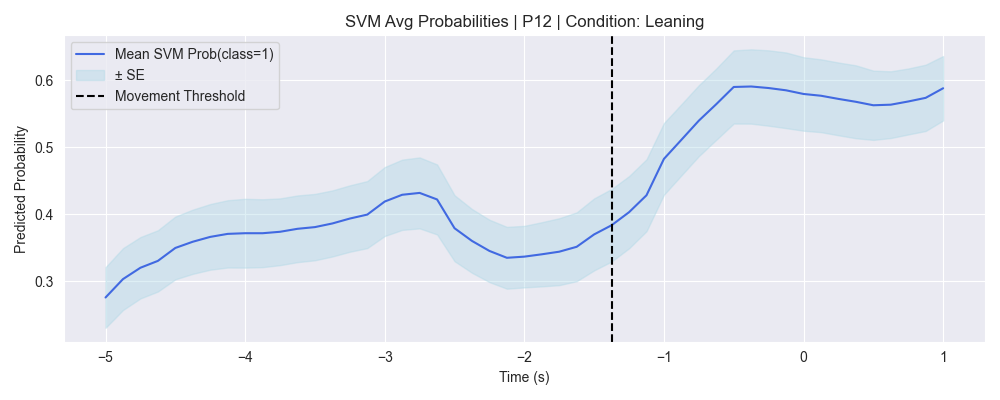 SVM Avg Probabilities | P12 | Condition: Leaning
Mean SVM Prob(class=1)
± SE
Movement Threshold
Predicted Probability
0.6
0.5
0.4
0.3
−5 −4 −3 −2 −1 0 1
Time (s)